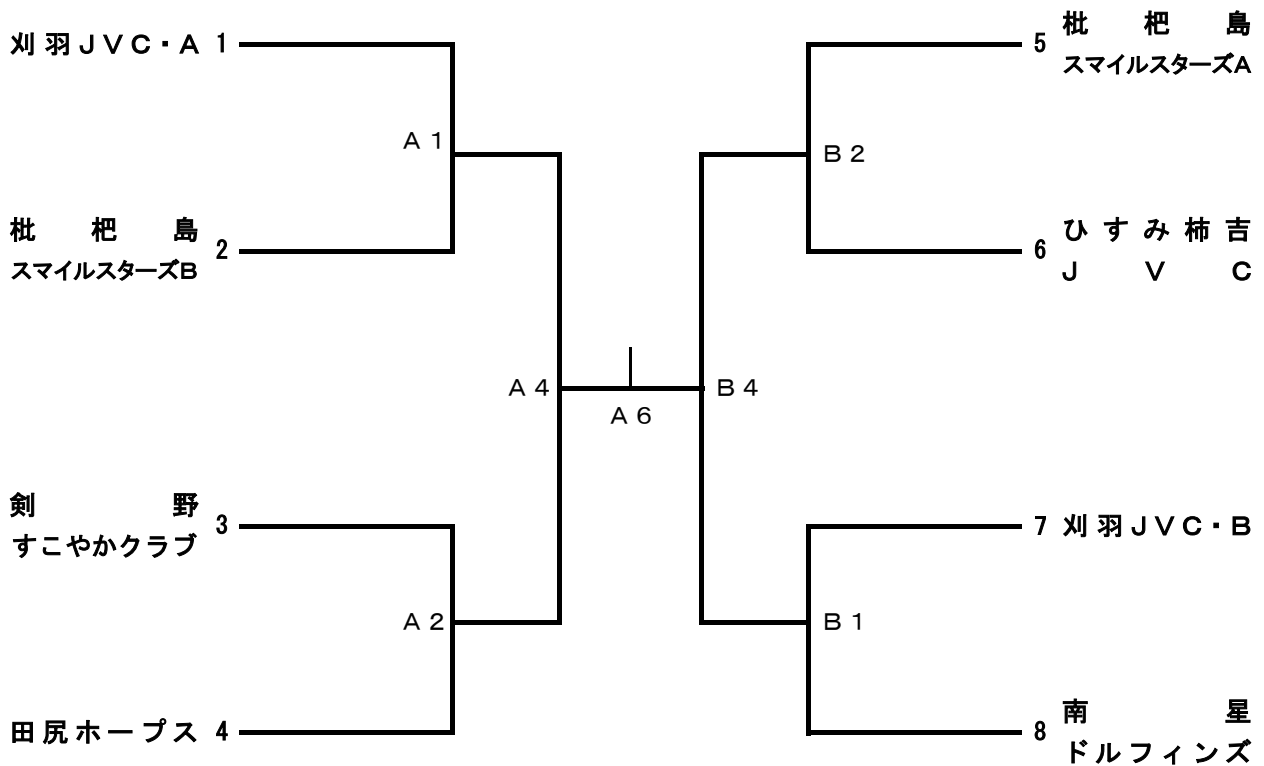 刈羽ＪＶＣ・Ａ 1
枇杷島
スマイルスターズＢ
2
剣野
すこやかクラブ
3
田尻ホープス 4
Ａ１
Ａ２
Ａ４
Ａ６
Ｂ４
Ｂ２
Ｂ１
5
枇杷島
スマイルスターズＡ
6
ひすみ柿吉
ＪＶＣ
7 刈羽ＪＶＣ・Ｂ
8
南星
ドルフィンズ